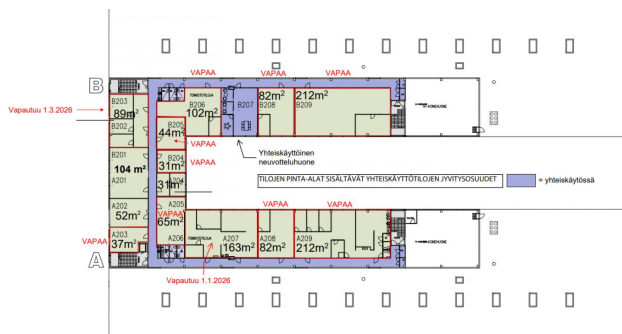 VAPAA
VAPAA
VAPAA
B
B203
89m²
B202
TOIMISTOTILOJA
B206
102m²
B207
82m²
B208
212m²
B209
Vapautuu 1.3.2026
B205
44m²
VAPAA
B201
B204
31m²
VAPAA
104 m²
A201
A204
31m²
Yhteiskäyttöinen
neuvotteluhuone
TILOJEN PINTA-ALAT SISÄLTÄVÄT YHTEISKÄYTTÖTILOJEN JYVITYSOSUUDET
= yhteiskäytössä
A202
52m²
A205
VAPAA
65m²
VAPAA
VAPAA
VAPAA
A203
37m²
A206
TOIMISTOTILOJA
A207
163m²
A208
82m²
A209
212m²
A
Vapautuu 1.1.2026